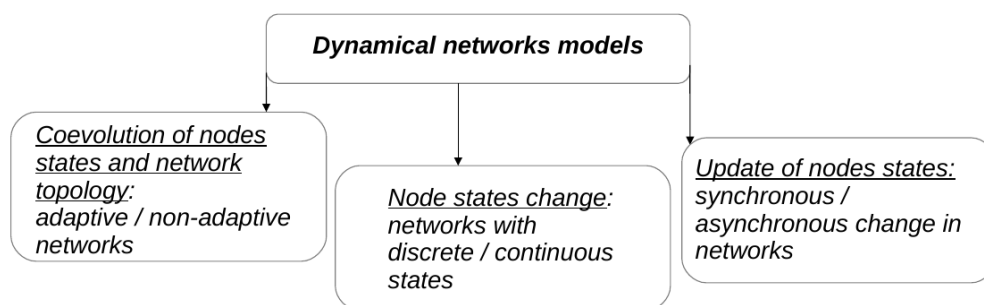 Dynamical networks models
Coevolution of nodes
states and network
topology:
adaptive / non-adaptive
networks
Node states change:
networks with
discrete / continuous
states
Update of nodes states:
synchronous /
asynchronous change in
networks